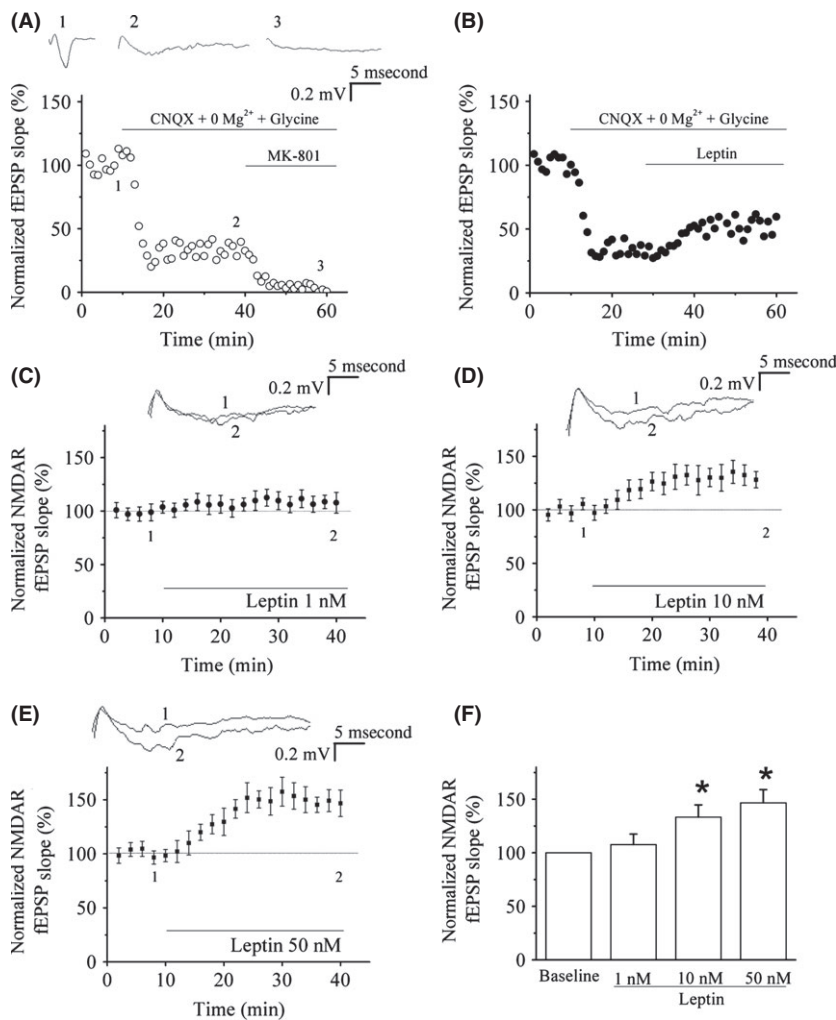 (A)
1 2 3
5 msecond
0.2 mV
Normalized fEPSP slope (%)
150
100
50
0
CNQX + 0 Mg²⁺ + Glycine
MK-801
1
2
3
0 20 40 60
Time (min)
(B)
Normalized fEPSP slope (%)
150
100
50
0
CNQX + 0 Mg²⁺ + Glycine
Leptin
0 20 40 60
Time (min)
(C)
5 msecond
0.2 mV
1
2
Normalized NMDAR
fEPSP slope (%)
150
100
50
0
1 2
Leptin 1 nM
0 10 20 30 40
Time (min)
(D)
5 msecond
0.2 mV
1
2
Normalized NMDAR
fEPSP slope (%)
150
100
50
0
1 2
Leptin 10 nM
0 10 20 30 40
Time (min)
(E)
1
2
5 msecond
0.2 mV
Normalized NMDAR
fEPSP slope (%)
150
100
50
0
1 2
Leptin 50 nM
0 10 20 30 40
Time (min)
(F)
Normalized NMDAR
fEPSP slope (%)
150
100
50
0
* *
Baseline 1 nM 10 nM 50 nM
Leptin